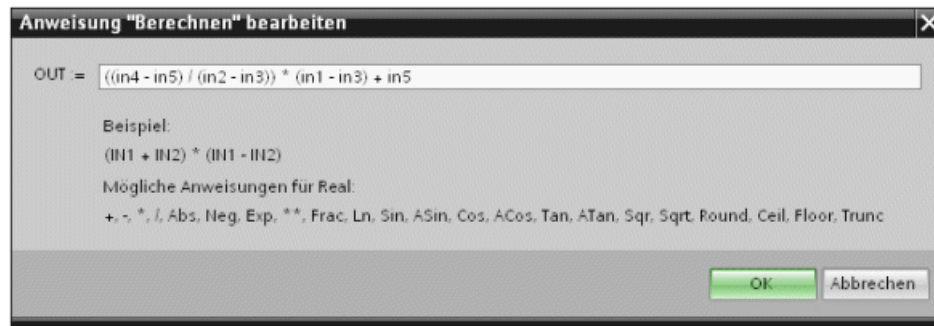 Anweisung "Berechnen" bearbeiten
OUT := ((in4 - in5) / (in2 - in3)) * (in1 - in3) + in5
Beispiel:
(IN1 + IN2) * (IN1 - IN2)
Mögliche Anweisungen für Real:
+, -, *, /, Abs, Neg, Exp, **, Frac, Ln, Sin, ASin, Cos, ACos, Tan, ATan, Sqr, Sqrt, Round, Ceil, Floor, Trunc
OK Abbrechen